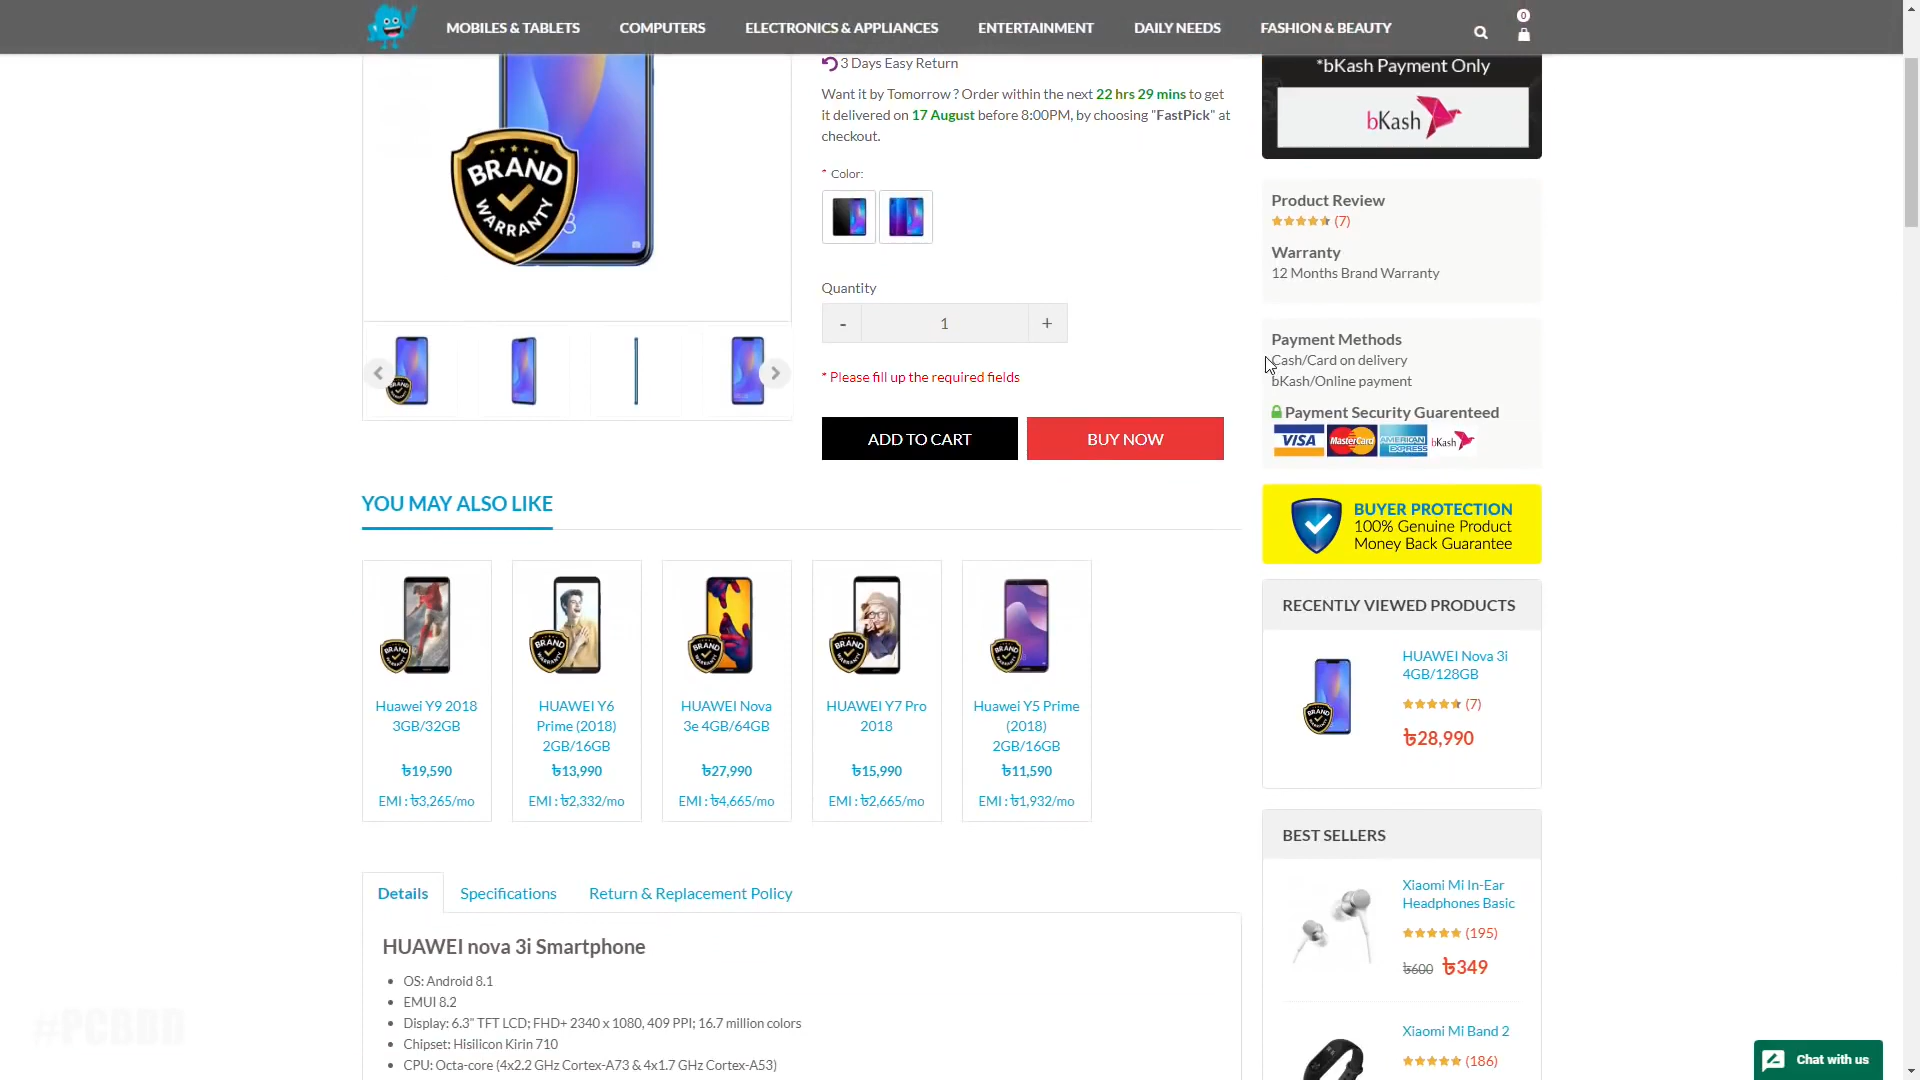 MOBILES & TABLETS
COMPUTERS
ELECTRONICS & APPLIANCES
ENTERTAINMENT
DAILY NEEDS
FASHION & BEAUTY
0
BRAND
WARRANTY
BRAND
3 Days Easy Return
Want it by Tomorrow ? Order within the next 22 hrs 29 mins to get
it delivered on 17 August before 8:00PM, by choosing "FastPick" at
checkout.
* Color:
Quantity
- 1 +
* Please fill up the required fields
ADD TO CART
BUY NOW
*bKash Payment Only
bKash
Product Review
(7)
Warranty
12 Months Brand Warranty
Payment Methods
Cash/Card on delivery
bKash/Online payment
Payment Security Guarenteed
VISA
MasterCard
AMERICAN EXPRESS
bKash
BUYER PROTECTION
100% Genuine Product
Money Back Guarantee
YOU MAY ALSO LIKE
BRAND
Huawei Y9 2018
3GB/32GB
৳19,590
EMI : ৳3,265/mo
BRAND
HUAWEI Y6
Prime (2018)
2GB/16GB
৳13,990
EMI : ৳2,332/mo
BRAND
HUAWEI Nova
3e 4GB/64GB
৳27,990
EMI : ৳4,665/mo
BRAND
HUAWEI Y7 Pro
2018
৳15,990
EMI : ৳2,665/mo
BRAND
Huawei Y5 Prime
(2018)
2GB/16GB
৳11,590
EMI : ৳1,932/mo
RECENTLY VIEWED PRODUCTS
BRAND
HUAWEI Nova 3i
4GB/128GB
(7)
৳28,990
BEST SELLERS
Xiaomi Mi In-Ear
Headphones Basic
(195)
৳600 ৳349
Xiaomi Mi Band 2
(186)
Details
Specifications
Return & Replacement Policy
HUAWEI nova 3i Smartphone
OS: Android 8.1
EMUI 8.2
Display: 6.3" TFT LCD; FHD+ 2340 x 1080, 409 PPI; 16.7 million colors
Chipset: Hisilicon Kirin 710
CPU: Octa-core (4x2.2 GHz Cortex-A73 & 4x1.7 GHz Cortex-A53)
#PCBBD
Chat with us